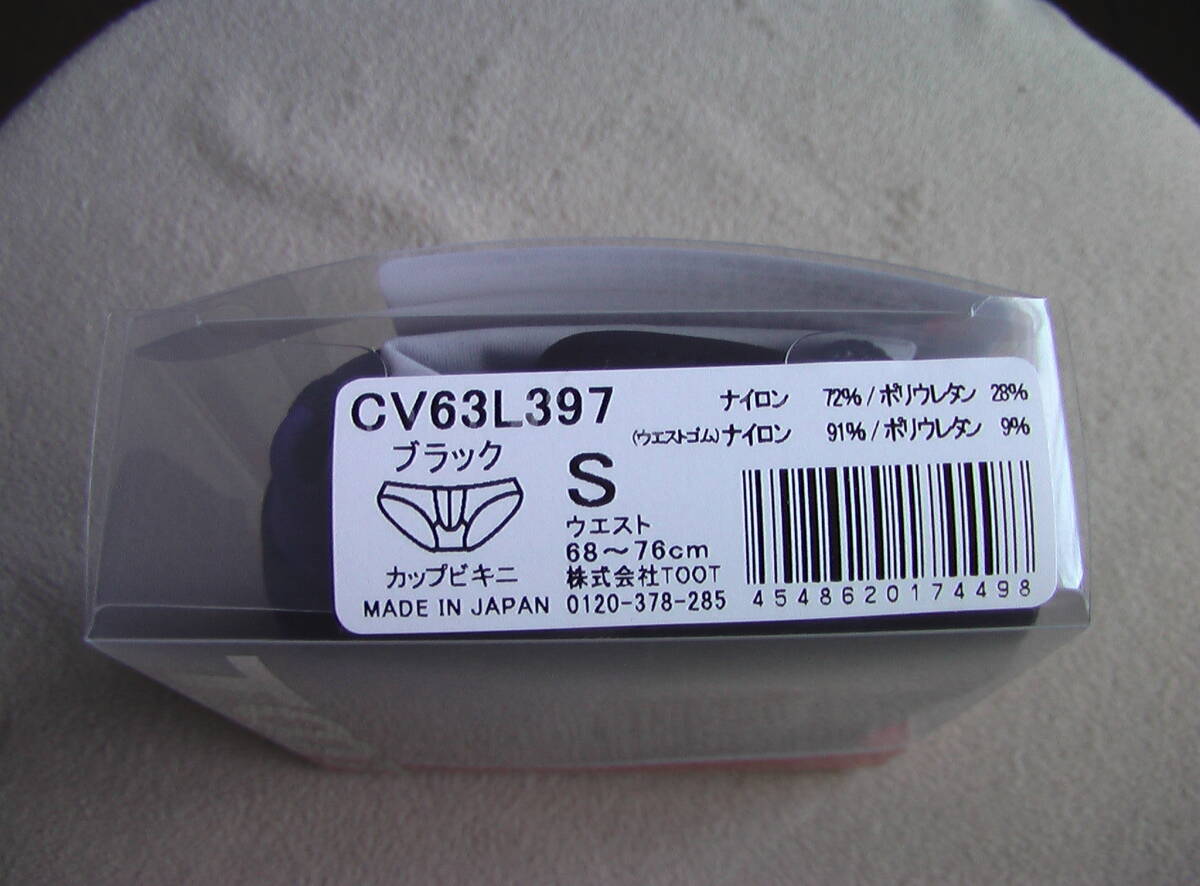 CV63L397
ブラック
カップビキニ
MADE IN JAPAN
S
ウエスト
68～76cm
株式会社TOOT
0120-378-285
ナイロン 72% / ポリウレタン 28%
(ウエストゴム)ナイロン 91% / ポリウレタン 9%
4548620174498